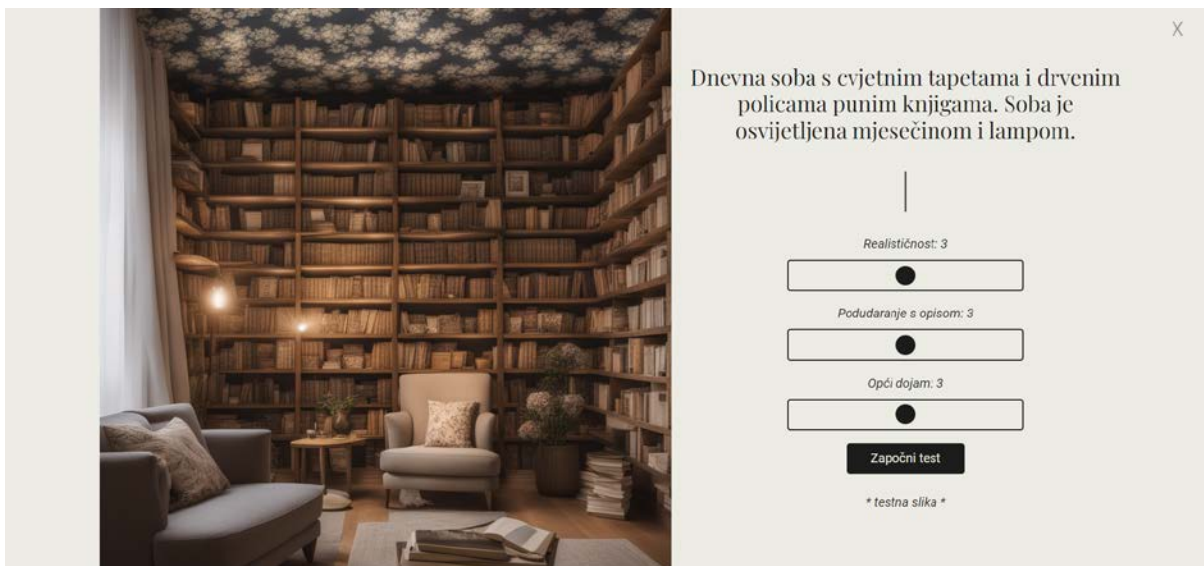 X
Dnevna soba s cvjetnim tapetama i drvenim
policama punim knjigama. Soba je
osvijetljena mjesečinom i lampom.
Realističnost: 3
Podudaranje s opisom: 3
Opći dojam: 3
Započni test
* testna slika *